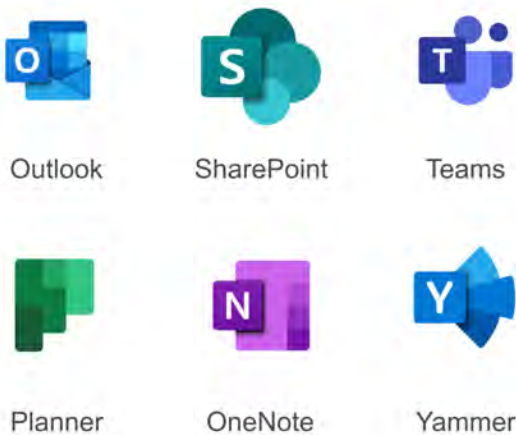 O S T
Outlook SharePoint Teams
N Y
Planner OneNote Yammer